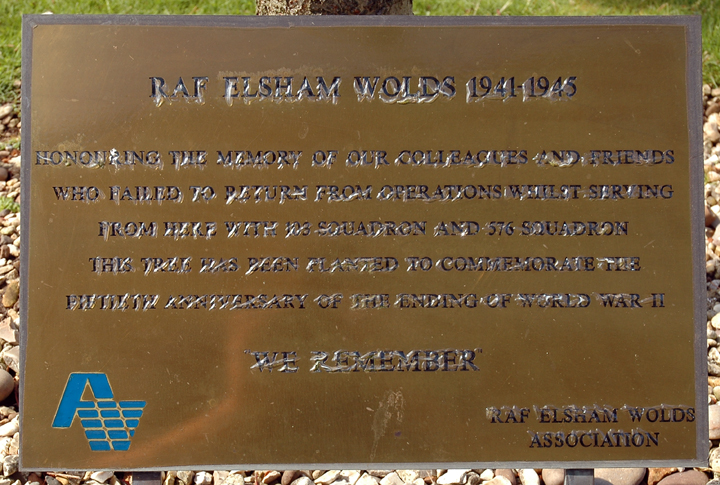 RAF ELSHAM WOLDS 1941-1945
HONOURING THE MEMORY OF OUR COLLEAGUES AND FRIENDS
WHO FAILED TO RETURN FROM OPERATIONS WHILST SERVING
FROM HERE WITH 103 SQUADRON AND 576 SQUADRON
THIS TREE HAS BEEN PLANTED TO COMMEMORATE THE
FIFTIETH ANNIVERSARY OF THE ENDING OF WORLD WAR II
"WE REMEMBER"
RAF ELSHAM WOLDS
ASSOCIATION